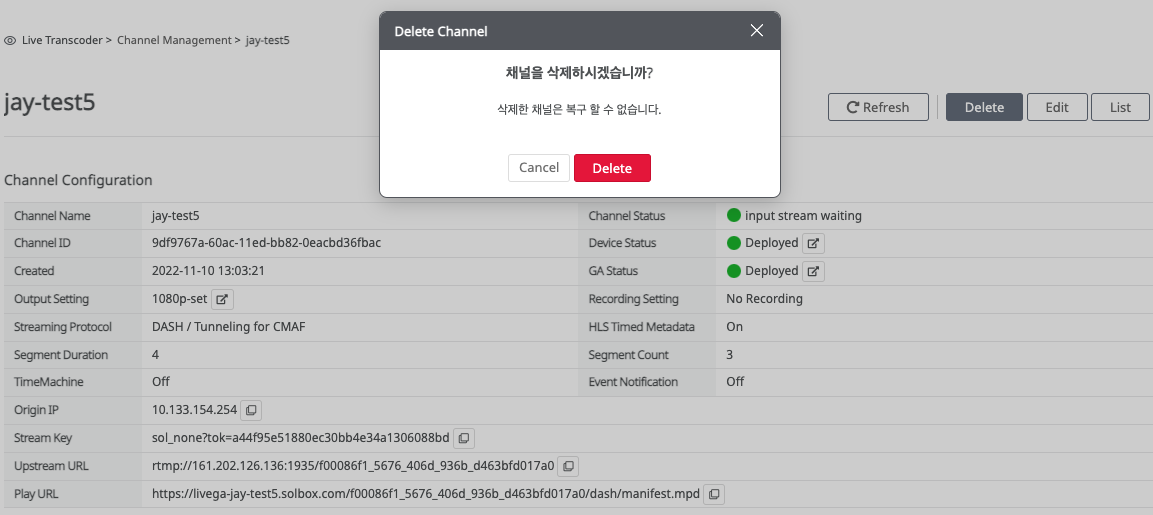 Delete Channel
Live Transcoder > Channel Management > jay-test5
채널을 삭제하시겠습니까?
jay-test5
삭제한 채널은 복구 할 수 없습니다.
Refresh Delete Edit List
Cancel Delete
Channel Configuration
Channel Name jay-test5 Channel Status input stream waiting
Channel ID 9df9767a-60ac-11ed-bb82-0eacbd36fbac Device Status Deployed
Created 2022-11-10 13:03:21 GA Status Deployed
Output Setting 1080p-set Recording Setting No Recording
Streaming Protocol DASH / Tunneling for CMAF HLS Timed Metadata On
Segment Duration 4 Segment Count 3
TimeMachine Off Event Notification Off
Origin IP 10.133.154.254
Stream Key sol_none?tok=a44f95e51880ec30bb4e34a1306088bd
Upstream URL rtmp://161.202.126.136:1935/f00086f1_5676_406d_936b_d463bfd017a0
Play URL https://livega-jay-test5.solbox.com/f00086f1_5676_406d_936b_d463bfd017a0/dash/manifest.mpd